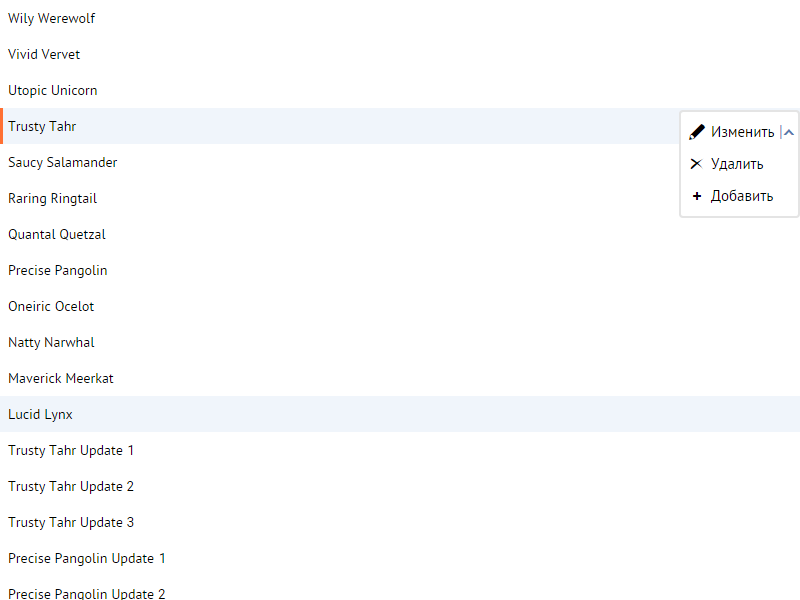 Wily Werewolf
Vivid Vervet
Utopic Unicorn
Trusty Tahr
Изменить
Saucy Salamander
Удалить
Raring Ringtail
Добавить
Quantal Quetzal
Precise Pangolin
Oneiric Ocelot
Natty Narwhal
Maverick Meerkat
Lucid Lynx
Trusty Tahr Update 1
Trusty Tahr Update 2
Trusty Tahr Update 3
Precise Pangolin Update 1
Precise Pangolin Update 2